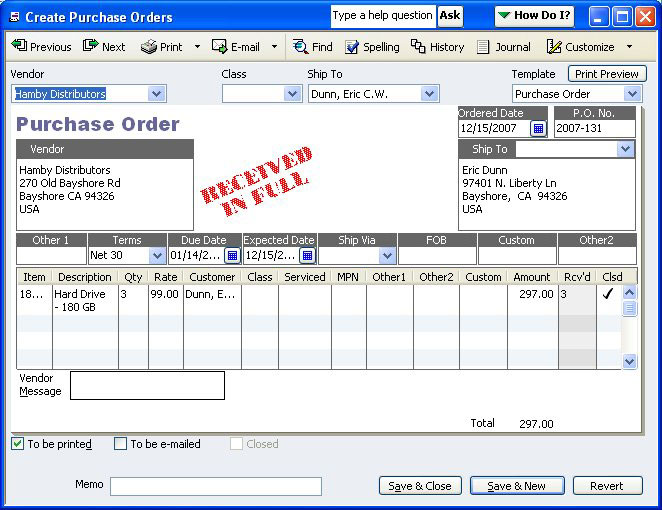 Create Purchase Orders
Type a help question Ask
How Do I?
Previous Next Print E-mail Find Spelling History Journal Customize
Vendor Class Ship To Template Print Preview
Hamby Distributors Dunn, Eric C.W. Purchase Order
Purchase Order
Ordered Date P.O. No.
12/15/2007 2007-131
Vendor
Hamby Distributors
270 Old Bayshore Rd
Bayshore CA 94326
USA
RECEIVED
IN FULL
Ship To
Eric Dunn
97401 N. Liberty Ln
Bayshore, CA 94326
USA
Other 1 Terms Due Date Expected Date Ship Via FOB Custom Other2
Net 30 01/14/2... 12/15/2...
Item Description Qty Rate Customer Class Serviced MPN Other1 Other2 Custom Amount Rcv'd Clsd
18... Hard Drive 3 99.00 Dunn, E... 297.00 3 ✓
- 180 GB
Vendor
Message
Total 297.00
To be printed To be e-mailed Closed
Memo Save & Close Save & New Revert